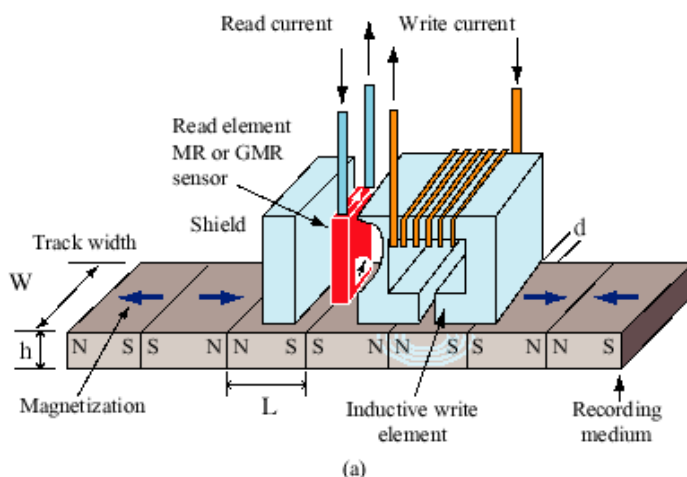 Read current
Write current
Read element
MR or GMR
sensor
Shield
Track width
d
W
h
N S S N N S S N N S S N N S
Magnetization
L
Inductive write
element
Recording
medium
(a)